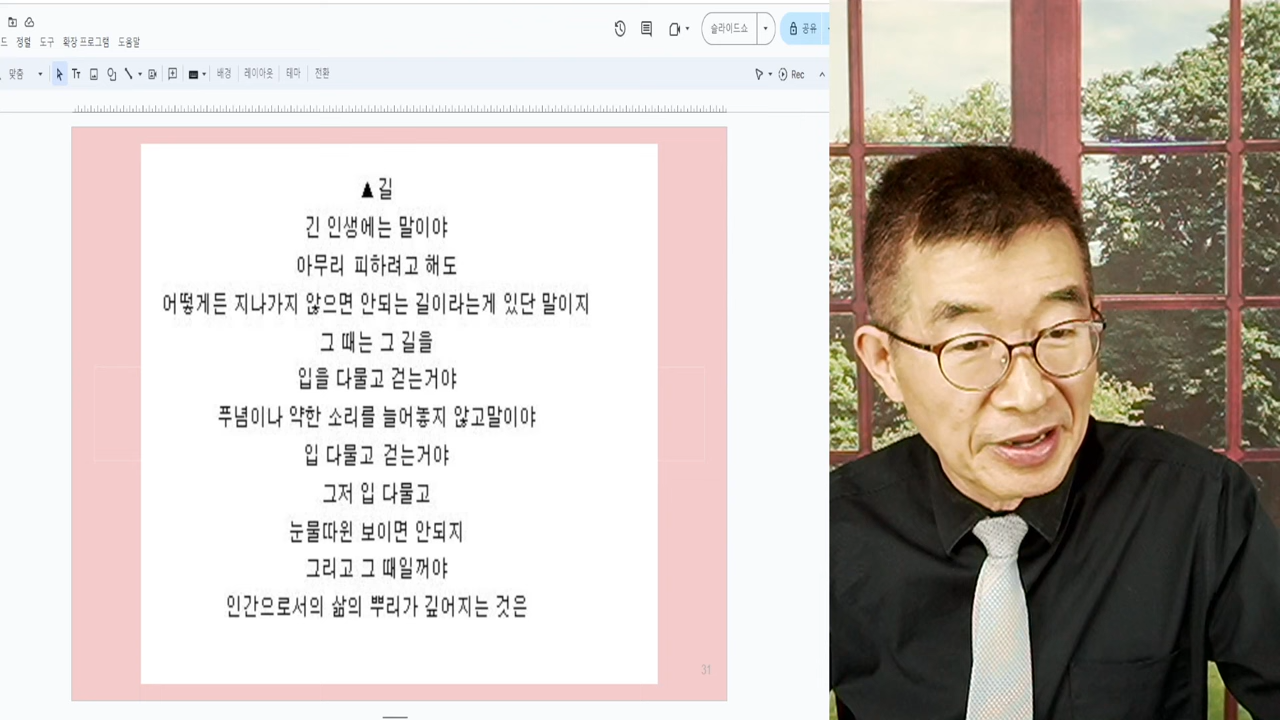 정렬 도구 확장 프로그램 도움말
슬라이드쇼
공유
맞춤
배경 레이아웃 테마 전환
Rec
▲길
긴 인생에는 말이야
아무리 피하려고 해도
어떻게든 지나가지 않으면 안되는 길이라는게 있단 말이지
그 때는 그 길을
입을 다물고 걷는거야
푸념이나 약한 소리를 늘어놓지 않고말이야
입 다물고 걷는거야
그저 입 다물고
눈물따윈 보이면 안되지
그리고 그 때일꺼야
인간으로서의 삶의 뿌리가 깊어지는 것은
31